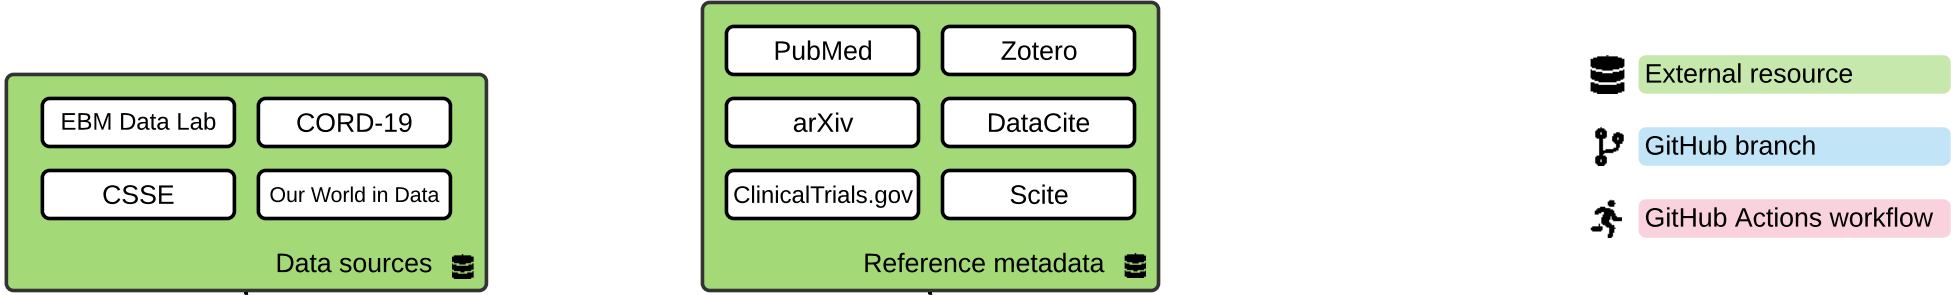 EBM Data Lab
CORD-19
CSSE
Our World in Data
Data sources
PubMed
Zotero
arXiv
DataCite
ClinicalTrials.gov
Scite
Reference metadata
External resource
GitHub branch
GitHub Actions workflow